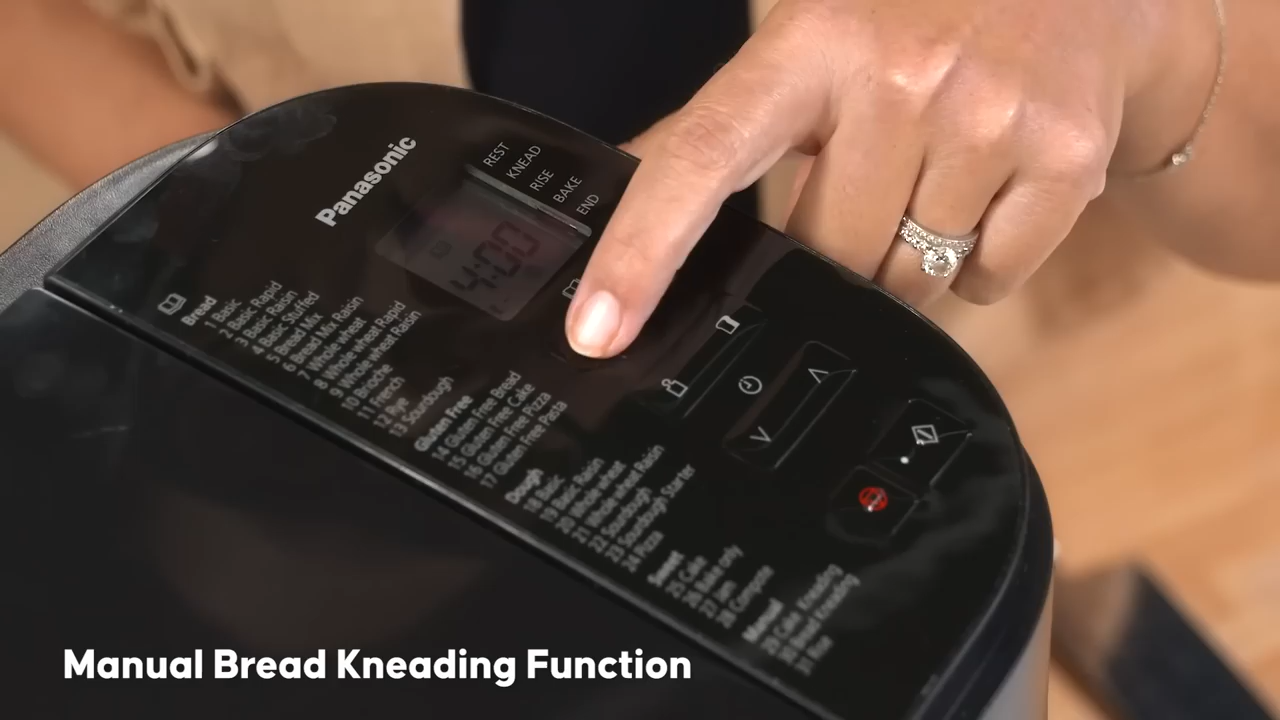 Panasonic
REST
KNEAD
RISE
BAKE
END
4:00
Bread
1 Basic
2 Basic Rapid
3 Basic Raisin
4 Basic Stuffed
5 Bread Mix
6 Bread Mix Raisin
7 Whole wheat
8 Whole wheat Rapid
9 Whole wheat Raisin
10 Brioche
11 French
12 Rye
13 Sourdough
Gluten Free
14 Gluten Free Bread
15 Gluten Free Cake
16 Gluten Free Pizza
17 Gluten Free Pasta
Dough
18 Basic
19 Basic Raisin
20 Whole wheat
21 Whole wheat Raisin
22 Sourdough
23 Sourdough Starter
24 Pizza
Sweet
25 Cake
26 Bake only
27 Jam
28 Compote
Manual
29 Cake Kneading
30 Bread Kneading
31 Rise
Manual Bread Kneading Function